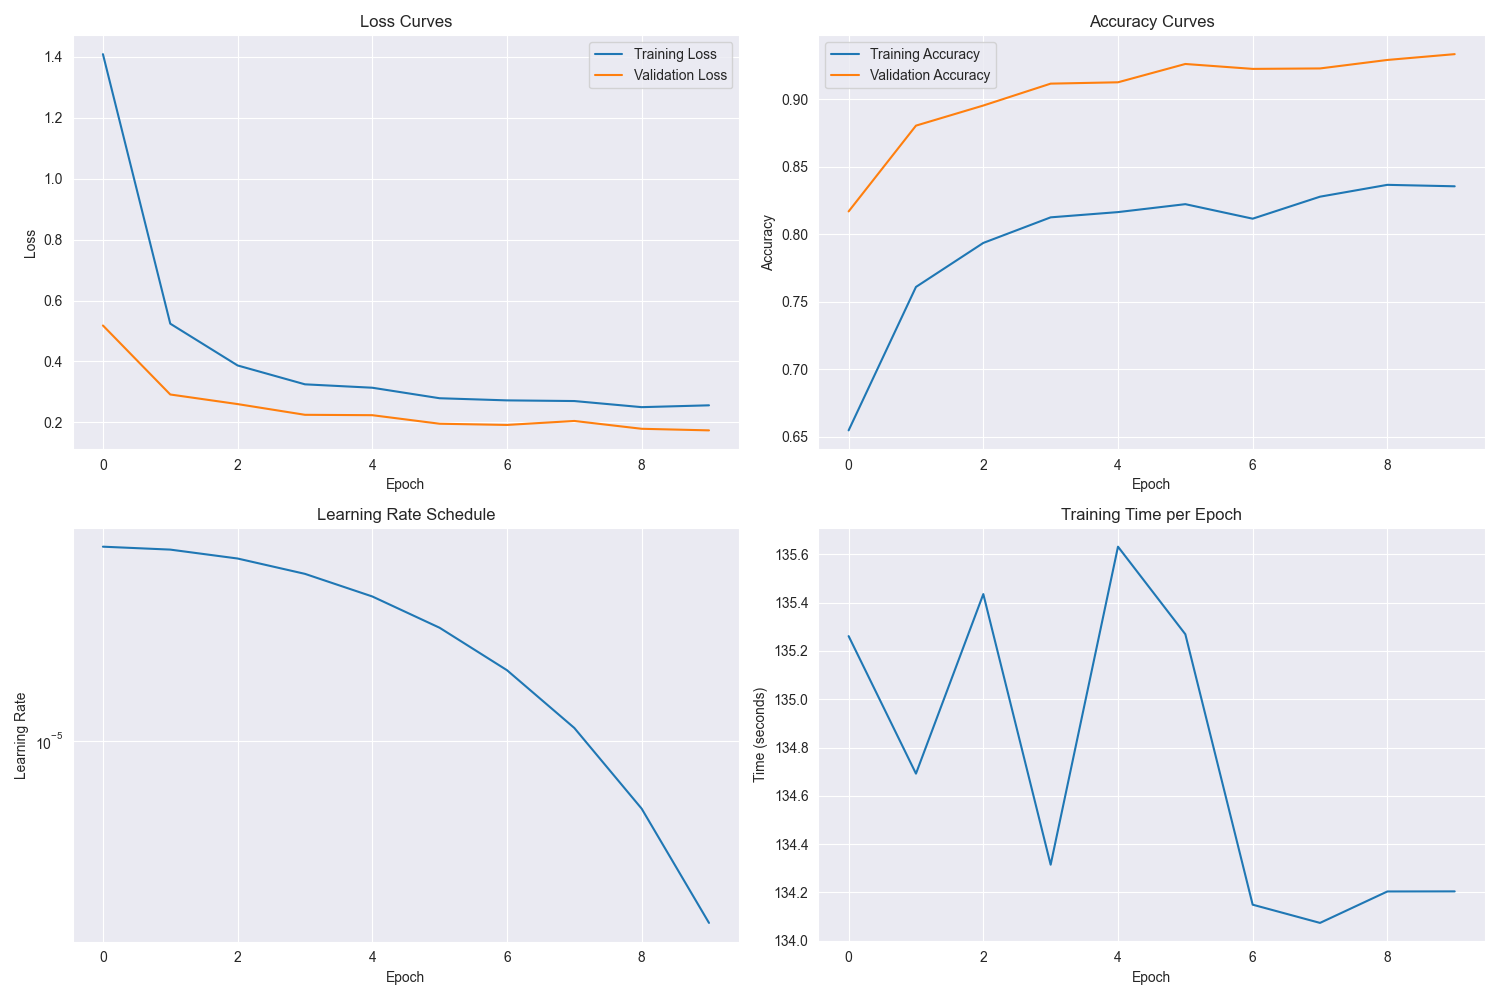 Loss Curves
Training Loss
Validation Loss
1.4
1.2
1.0
0.8
0.6
0.4
0.2
Loss
0 2 4 6 8
Epoch
Accuracy Curves
Training Accuracy
Validation Accuracy
0.90
0.85
0.80
0.75
0.70
0.65
Accuracy
0 2 4 6 8
Epoch
Learning Rate Schedule
10⁻⁵
Learning Rate
0 2 4 6 8
Epoch
Training Time per Epoch
135.6
135.4
135.2
135.0
134.8
134.6
134.4
134.2
134.0
Time (seconds)
0 2 4 6 8
Epoch